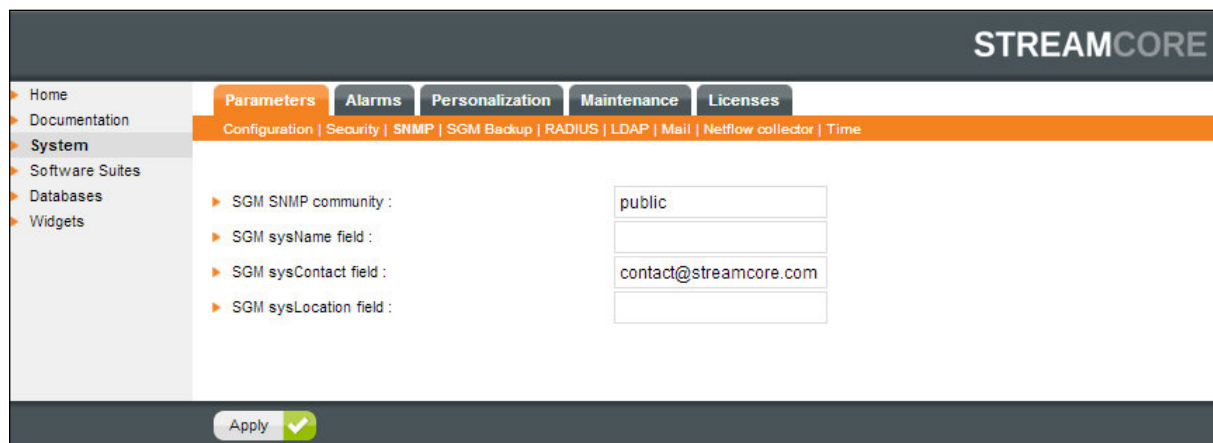 STREAMCORE
Home
Documentation
System
Software Suites
Databases
Widgets
Parameters Alarms Personalization Maintenance Licenses
Configuration | Security | SNMP | SGM Backup | RADIUS | LDAP | Mail | Netflow collector | Time
SGM SNMP community : public
SGM sysName field :
SGM sysContact field : contact@streamcore.com
SGM sysLocation field :
Apply